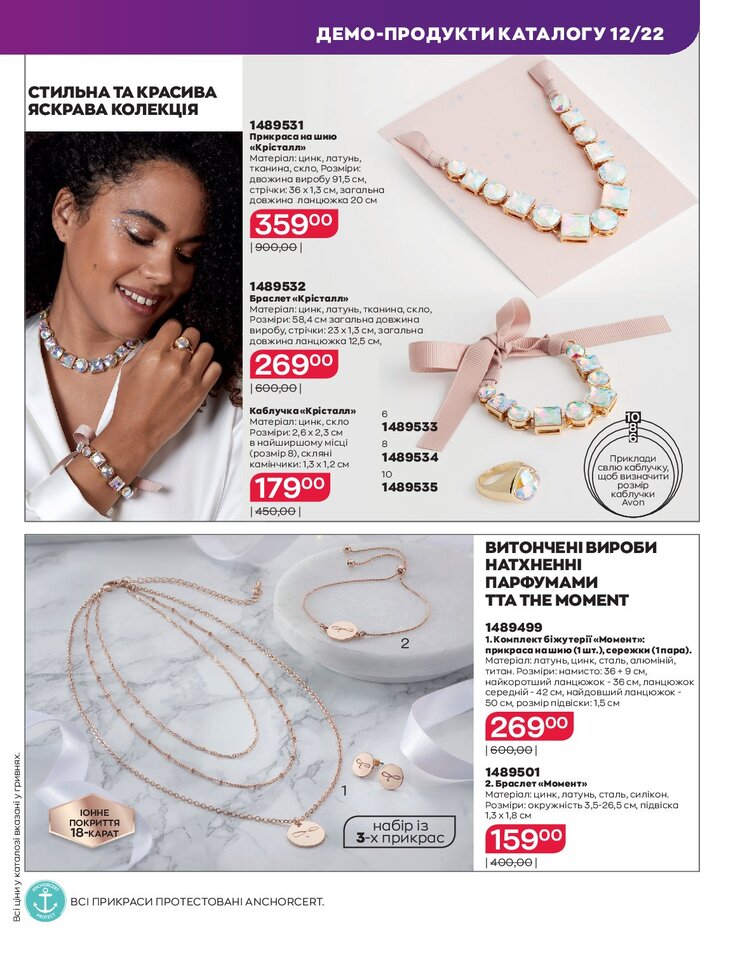 ДЕМО-ПРОДУКТИ КАТАЛОГУ 12/22
СТИЛЬНА ТА КРАСИВА
ЯСКРАВА КОЛЕКЦІЯ
1489531
Прикраса на шию
«Крісталл»
Матеріал: цинк, латунь,
тканина, скло, Розміри:
двожина виробу 91,5 см,
стрічки: 36 х 1,3 см, загальна
довжина ланцюжка 20 см
359⁰⁰
| 900,00 |
1489532
Браслет «Крісталл»
Матеріал: цинк, латунь, тканина, скло,
Розміри: 58,4 см загальна довжина
виробу, стрічки: 23 х 1,3 см, загальна
довжина ланцюжка 12,5 см,
269⁰⁰
| 600,00 |
Каблучка «Крісталл»
Матеріал: цинк, скло
Розміри: 2,6 х 2,3 см
в найширшому місці
(розмір 8), скляні
камінчики: 1,3 х 1,2 см
179⁰⁰
| 450,00 |
6
1489533
8
1489534
10
1489535
10
8
6
Приклади
свлю каблучку,
щоб визначити
розмір
каблучки
Avon
ВИТОНЧЕНІ ВИРОБИ
НАТХНЕННІ
ПАРФУМАМИ
TTA THE MOMENT
1489499
1. Комплект біжутерії «Момент»:
прикраса на шию (1 шт.), сережки (1 пара).
Матеріал: латунь, цинк, сталь, алюміній,
титан. Розміри: намисто: 36 + 9 см,
найкоротший ланцюжок - 36 см, ланцюжок
середній - 42 см, найдовший ланцюжок -
50 см, розмір підвіски: 1,5 см
269⁰⁰
| 600,00 |
1489501
2. Браслет «Момент»
Матеріал: цинк, латунь, сталь, силікон.
Розміри: окружність 3,5-26,5 см, підвіска
1,3 х 1,8 см
159⁰⁰
| 400,00 |
2
1
ІОННЕ
ПОКРИТТЯ
18-КАРАТ
набір із
3-х прикрас
Всі ціни у каталозі вказані у гривнях.
ANCHORCERT
PROTECT
ВСІ ПРИКРАСИ ПРОТЕСТОВАНІ ANCHORCERT.